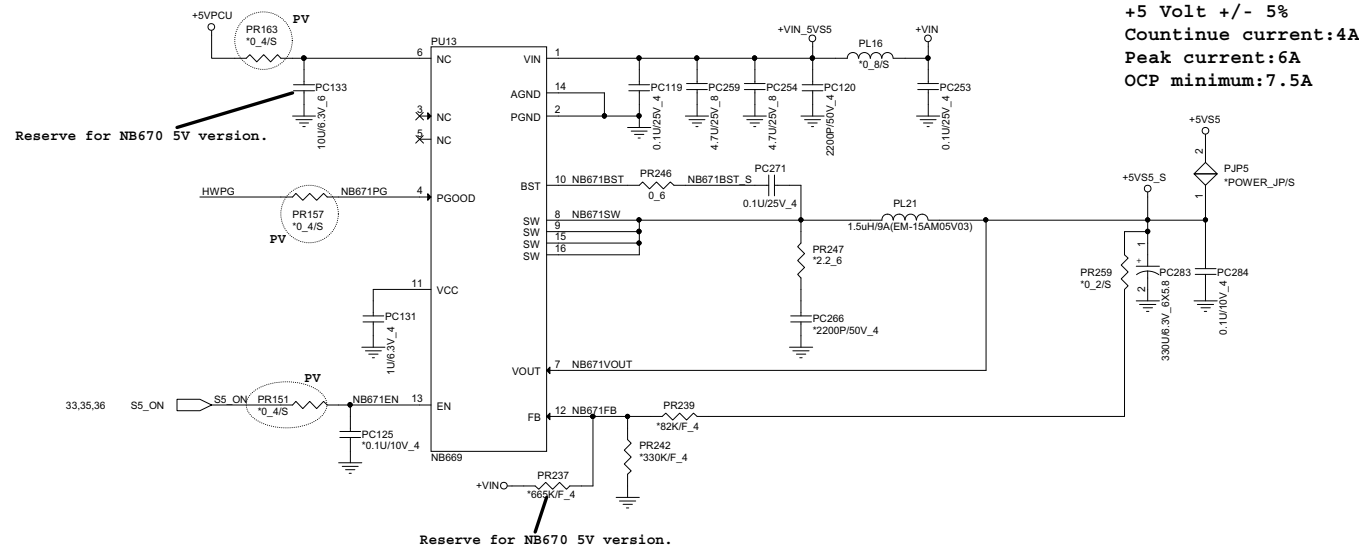 +5 Volt +/- 5%
Countinue current:4A
Peak current:6A
OCP minimum:7.5A
+5VPCU
PR163
*0_4/S
PV
PC133
10U/6.3V_6
Reserve for NB670 5V version.
PU13
6
NC
3
NC
5
NC
HWPG
NB671PG
4
PGOOD
PR157
*0_4/S
PV
11
VCC
PC131
1U/6.3V_4
PV
33,35,36
S5_ON
S5_ON
PR151
*0_4/S
NB671EN
13
EN
PC125
*0.1U/10V_4
NB669
VIN
1
AGND
14
PGND
2
BST
10
NB671BST
SW
8
NB671SW
SW
9
SW
15
SW
16
VOUT
7
NB671VOUT
FB
12
NB671FB
PC119
0.1U/25V_4
PC259
4.7U/25V_8
PC254
4.7U/25V_8
+VIN_5VS5
PC120
2200P/50V_4
PL16
*0_8/S
+VIN
PC253
0.1U/25V_4
PR246
0_6
NB671BST_S
PC271
0.1U/25V_4
PL21
1.5uH/9A(EM-15AM05V03)
PR247
*2.2_6
PC266
*2200P/50V_4
PR239
*82K/F_4
PR242
*330K/F_4
+VIN
PR237
*665K/F_4
Reserve for NB670 5V version.
PR259
*0_2/S
+5VS5_S
1
+
2
PC283
330U/6.3V_6X5.8
PC284
0.1U/10V_4
+5VS5
2
PJP5
*POWER_JP/S
1